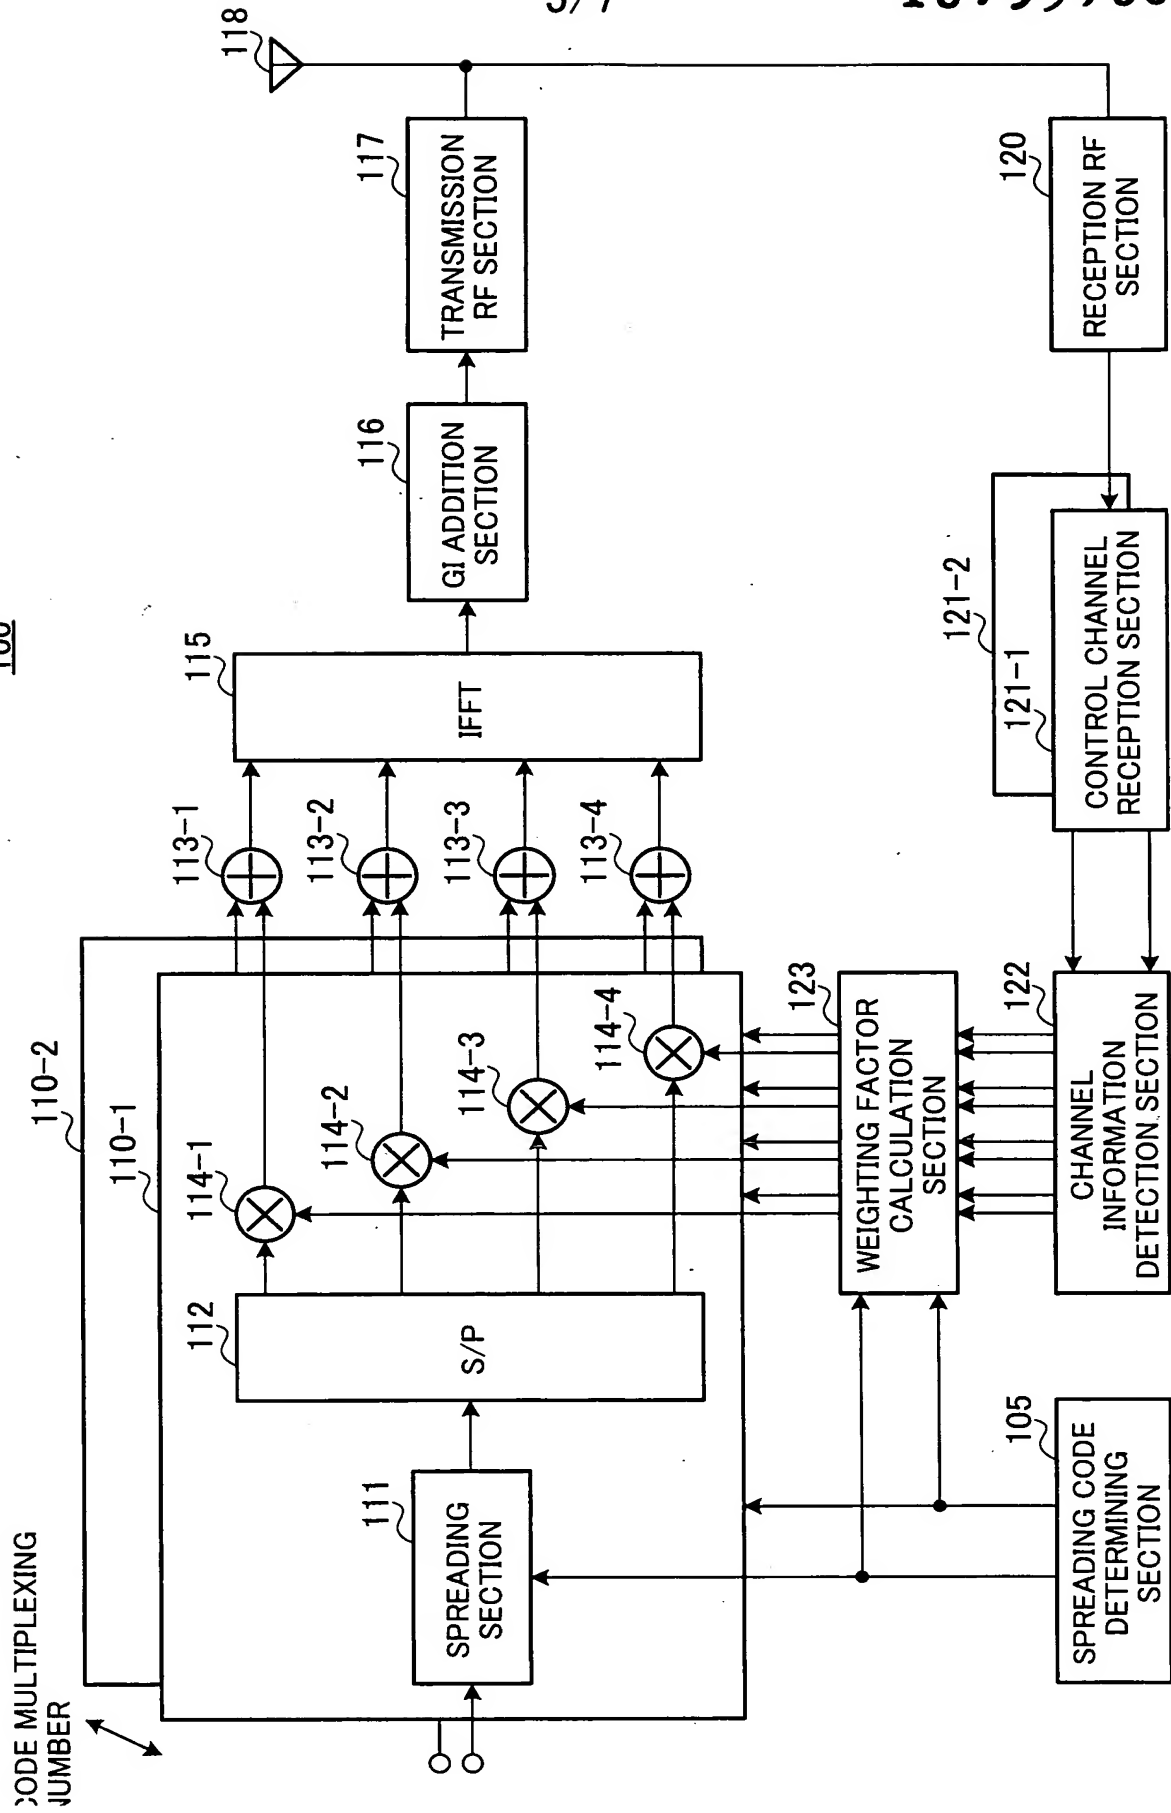 110-2
110-1
111
SPREADING
SECTION
112
S/P
114-1
114-2
114-3
114-4
113-1
113-2
113-3
113-4
115
IFFT
116
GI ADDITION
SECTION
117
TRANSMISSION
RF SECTION
118
105
SPREADING CODE
DETERMINING
SECTION
123
WEIGHTING FACTOR
CALCULATION
SECTION
122
CHANNEL
INFORMATION
DETECTION SECTION
121-2
121-1
CONTROL CHANNEL
RECEPTION SECTION
120
RECEPTION RF
SECTION
MULTIPLEXING